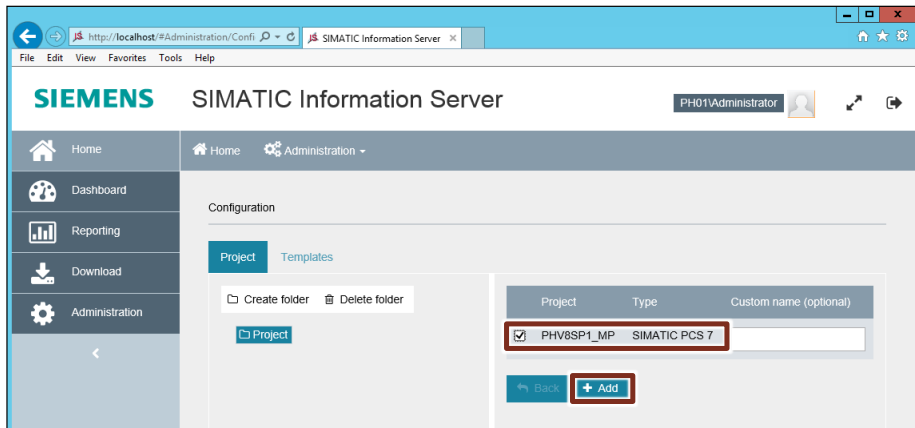 http://localhost/#Administration/Confi
SIMATIC Information Server
File Edit View Favorites Tools Help
SIEMENS
SIMATIC Information Server
PH01\Administrator
Home
Home
Administration
Dashboard
Configuration
Reporting
Project
Templates
Download
Create folder
Delete folder
Project Type Custom name (optional)
Administration
Project
PHV8SP1_MP SIMATIC PCS 7
Back
+ Add